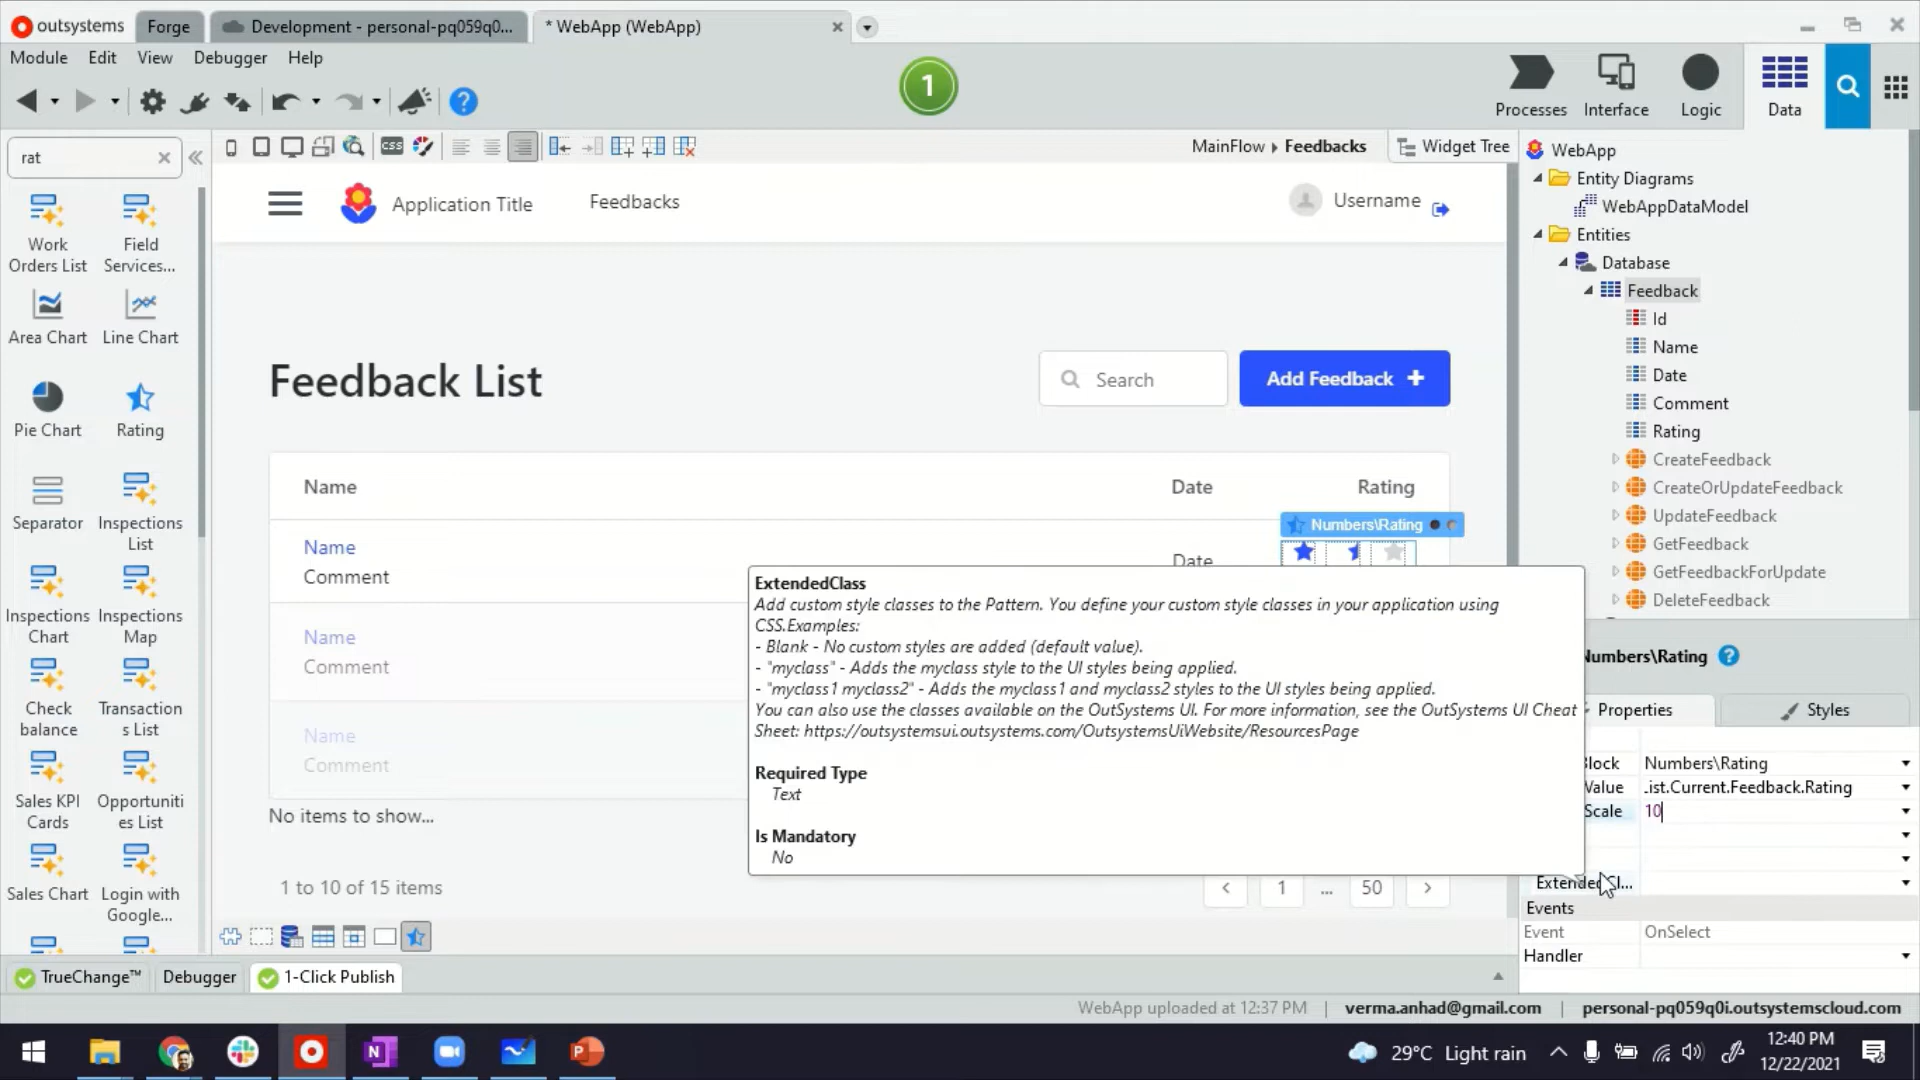 outsystems
Forge
Development - personal-pq059q0...
* WebApp (WebApp)
Module
Edit
View
Debugger
Help
1
Processes
Interface
Logic
Data
rat
CSS
MainFlow
Feedbacks
Widget Tree
Work
Orders List
Field
Services...
Area Chart
Line Chart
Pie Chart
Rating
Separator
Inspections
List
Inspections
Chart
Inspections
Map
Check
balance
Transaction
s List
Sales KPI
Cards
Opportuniti
es List
Sales Chart
Login with
Google...
Application Title
Feedbacks
Username
Feedback List
Search
Add Feedback +
Name
Date
Rating
Numbers\Rating
Name
Comment
Date
Name
Comment
Name
Comment
No items to show...
1 to 10 of 15 items
< 1 ... 50 >
ExtendedClass
Add custom style classes to the Pattern. You define your custom style classes in your application using
CSS.Examples:
- Blank - No custom styles are added (default value).
- "myclass" - Adds the myclass style to the UI styles being applied.
- "myclass1 myclass2" - Adds the myclass1 and myclass2 styles to the UI styles being applied.
You can also use the classes available on the OutSystems UI. For more information, see the OutSystems UI Cheat
Sheet: https://outsystemsui.outsystems.com/OutsystemsUiWebsite/ResourcesPage
Required Type
Text
Is Mandatory
No
WebApp
Entity Diagrams
WebAppDataModel
Entities
Database
Feedback
Id
Name
Date
Comment
Rating
CreateFeedback
CreateOrUpdateFeedback
UpdateFeedback
GetFeedback
GetFeedbackForUpdate
DeleteFeedback
Numbers\Rating
Properties
Styles
Block
Numbers\Rating
Value
List.Current.Feedback.Rating
Scale
10
ExtendedCl...
Events
Event
OnSelect
Handler
TrueChange™
Debugger
1-Click Publish
WebApp uploaded at 12:37 PM | verma.anhad@gmail.com | personal-pq059q0i.outsystemscloud.com
29°C Light rain
12:40 PM
12/22/2021